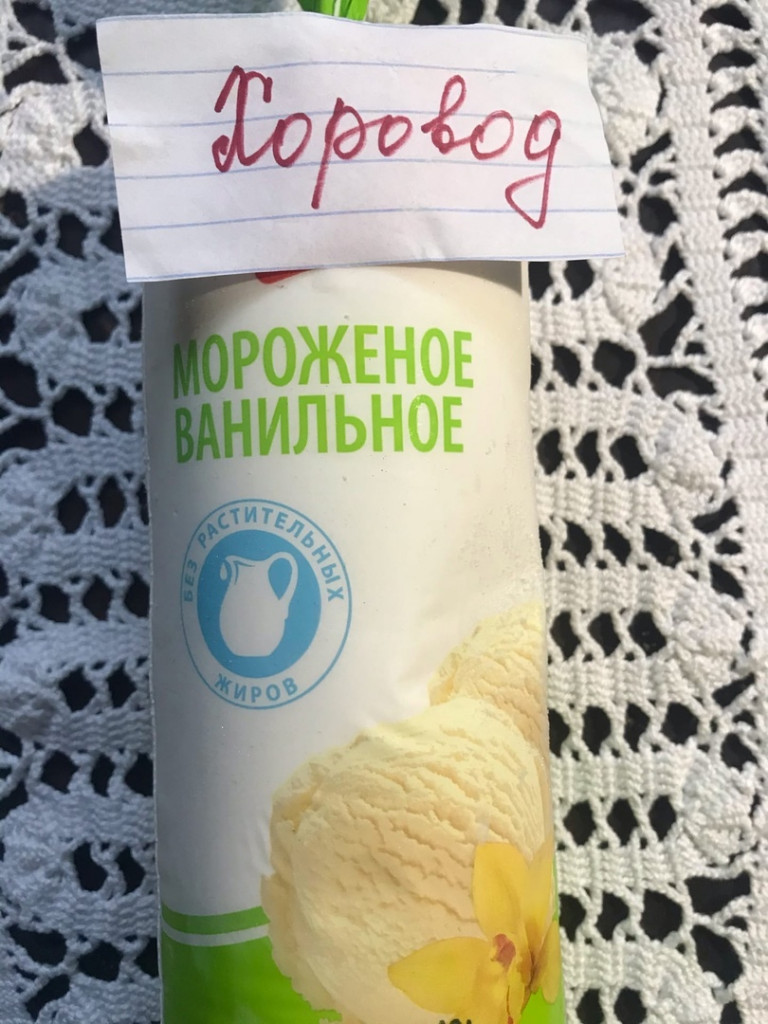 Хоровод
МОРОЖЕНОЕ
ВАНИЛЬНОЕ
БЕЗ РАСТИТЕЛЬНЫХ
ЖИРОВ